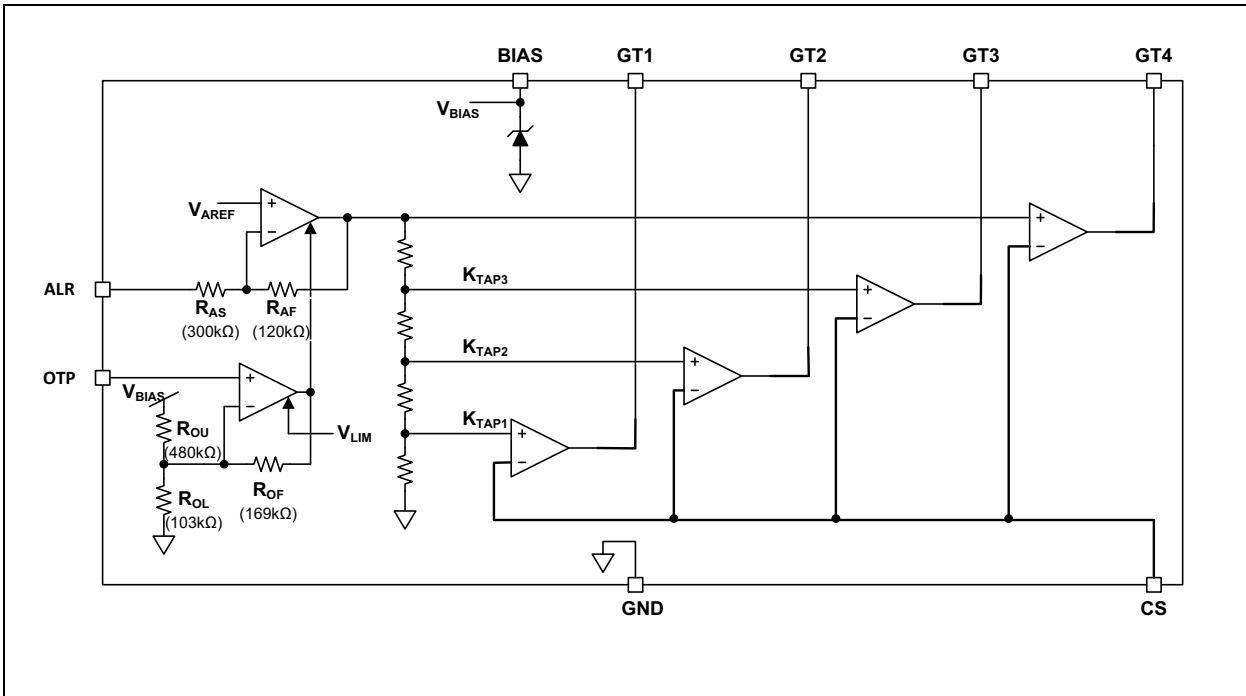 BIAS GT1 GT2 GT3 GT4
VBIAS
VAREF
+
−
+
−
ALR
RAS RAF
(300kΩ) (120kΩ)
KTAP3
+
−
OTP
VBIAS
+
−
KTAP2
+
−
ROU
(480kΩ)
VLIM
KTAP1
+
−
ROL
(103kΩ)
ROF
(169kΩ)
GND CS